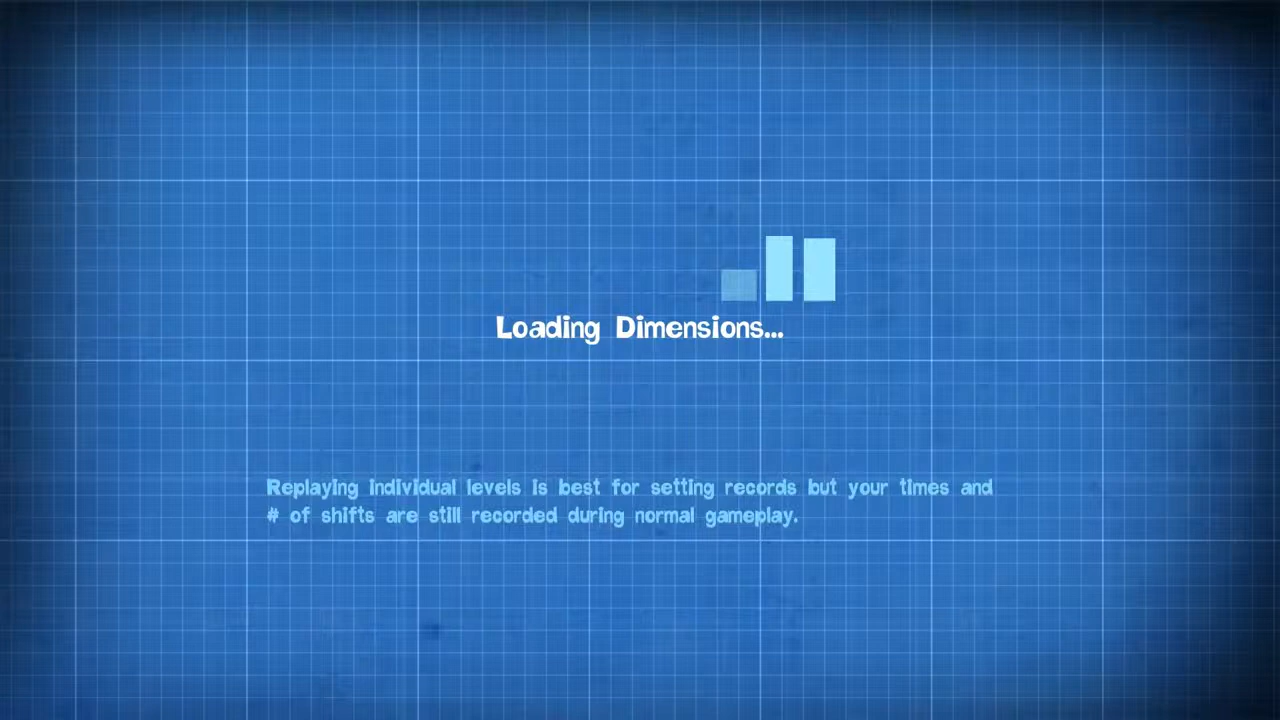 Loading Dimensions...
Replaying individual levels is best for setting records but your times and
# of shifts are still recorded during normal gameplay.